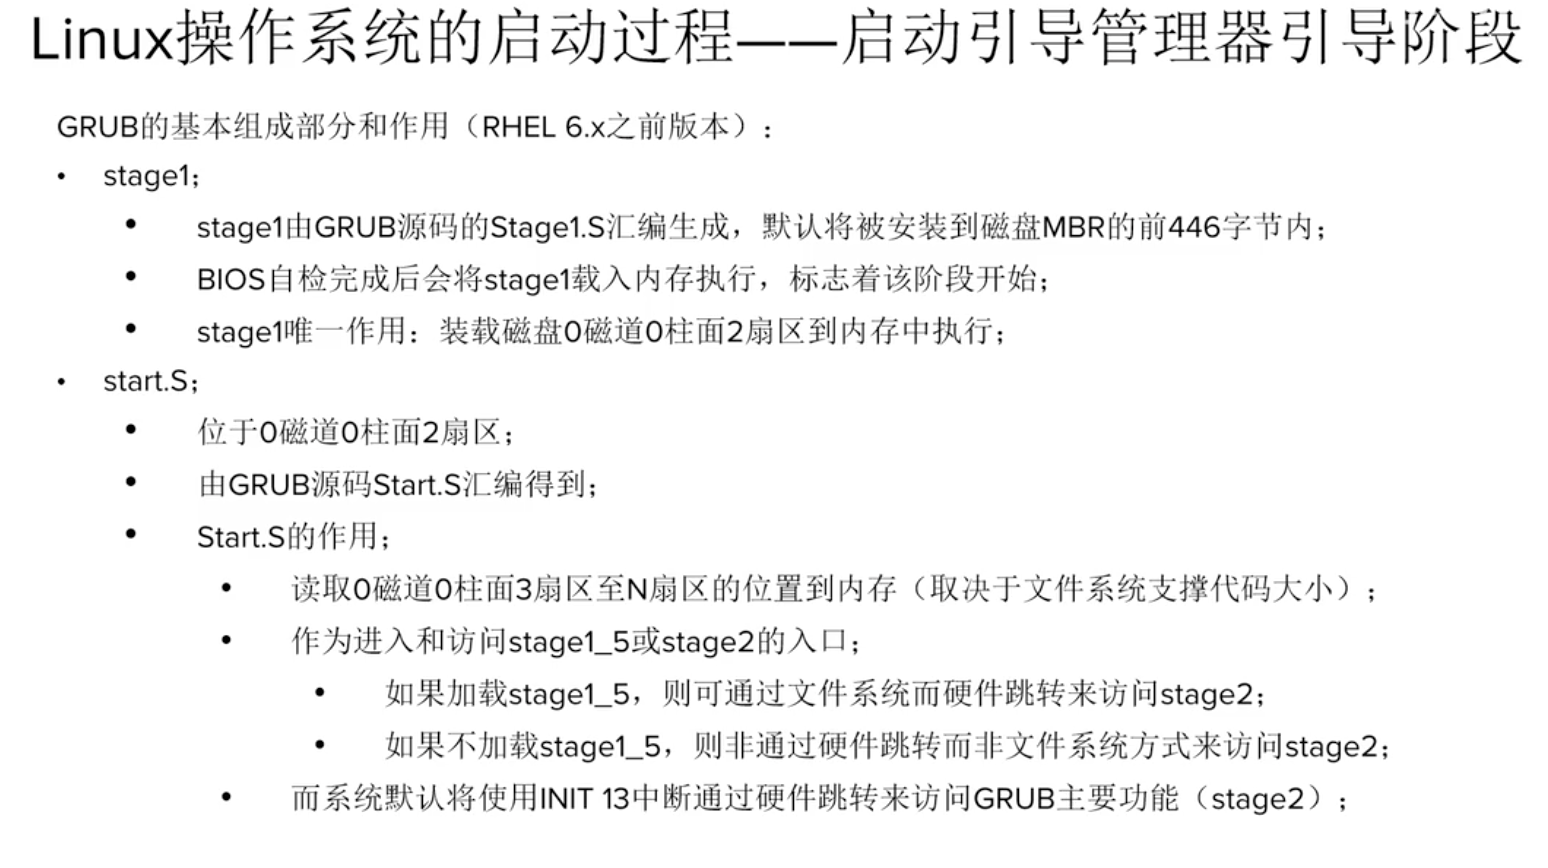 Linux操作系统的启动过程——启动引导管理器引导阶段
GRUB的基本组成部分和作用（RHEL 6.x之前版本）：
• stage1；
• stage1由GRUB源码的Stage1.S汇编生成，默认将被安装到磁盘MBR的前446字节内；
• BIOS自检完成后会将stage1载入内存执行，标志着该阶段开始；
• stage1唯一作用：装载磁盘0磁道0柱面2扇区到内存中执行；
• start.S；
• 位于0磁道0柱面2扇区；
• 由GRUB源码Start.S汇编得到；
• Start.S的作用；
• 读取0磁道0柱面3扇区至N扇区的位置到内存（取决于文件系统支撑代码大小）；
• 作为进入和访问stage1_5或stage2的入口；
• 如果加载stage1_5，则可通过文件系统而硬件跳转来访问stage2；
• 如果不加载stage1_5，则非通过硬件跳转而非文件系统方式来访问stage2；
• 而系统默认将使用INIT 13中断通过硬件跳转来访问GRUB主要功能（stage2）；